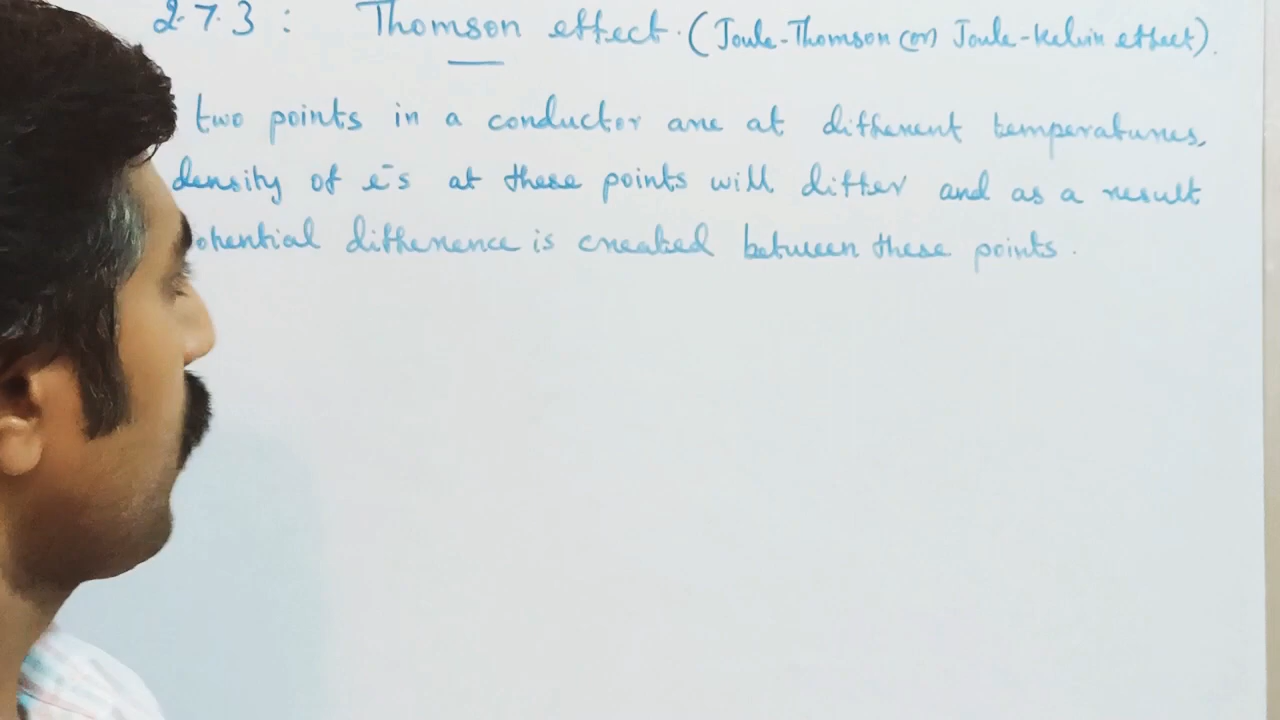 2.7.3 : Thomson effect. (Joule-Thomson (or) Joule-Kelvin effect).
two points in a conductor are at different temperatures,
density of e⁻s at these points will differ and as a result
potential difference is created between these points.